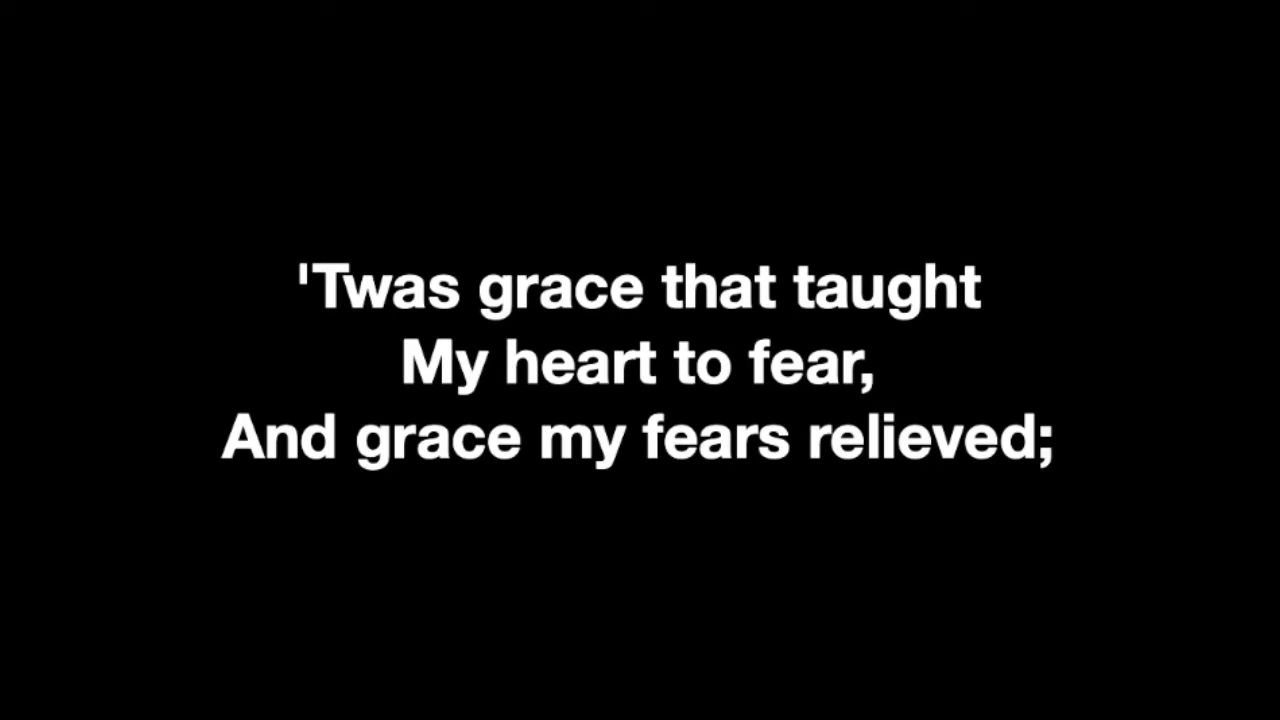 'Twas grace that taught
My heart to fear,
And grace my fears relieved;